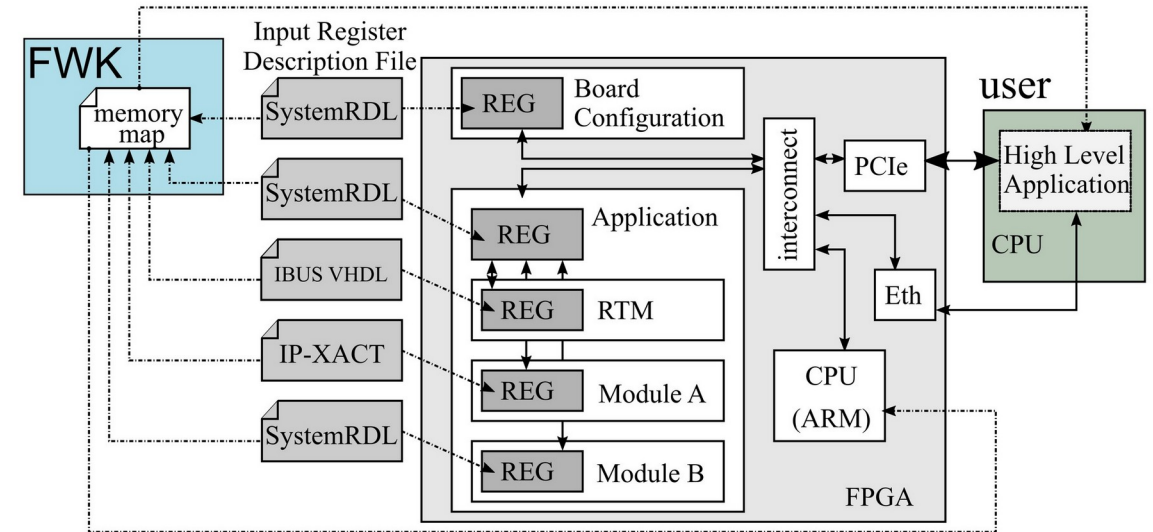 FWK
memory
map
Input Register
Description File
SystemRDL
SystemRDL
IBUS VHDL
IP-XACT
SystemRDL
REG
Board
Configuration
REG
Application
REG
RTM
REG
Module A
REG
Module B
interconnect
PCIe
Eth
CPU
(ARM)
FPGA
user
High Level
Application
CPU